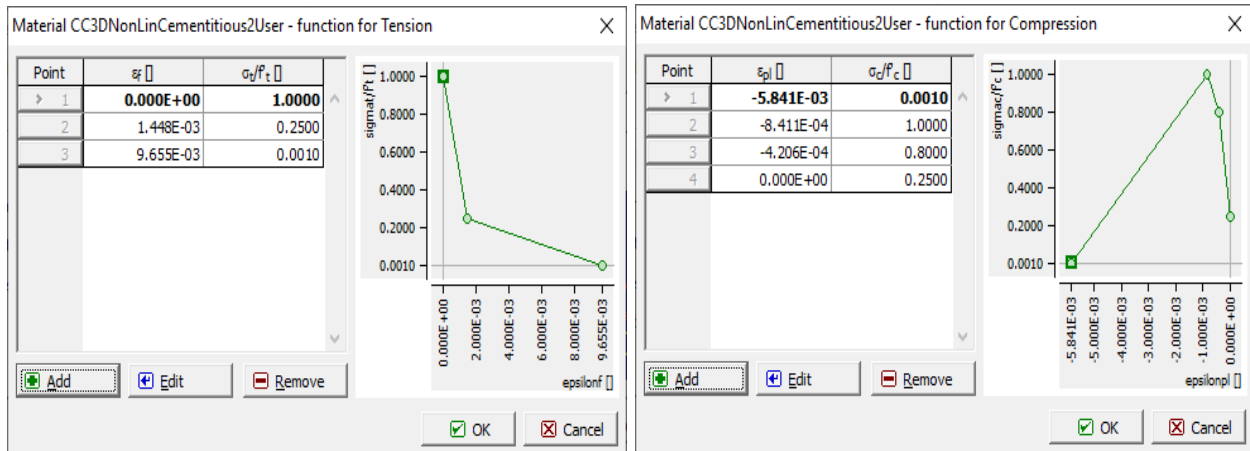 Material CC3DNonLinCementitious2User - function for Tension
Point εf [] σt/f't []
> 1 0.000E+00 1.0000
2 1.448E-03 0.2500
3 9.655E-03 0.0010
sigmat/f't []
1.0000
0.8000
0.6000
0.4000
0.2000
0.0010
0.000E+00
2.000E-03
4.000E-03
6.000E-03
8.000E-03
9.655E-03
epsilonf []
Add Edit Remove
OK Cancel
Material CC3DNonLinCementitious2User - function for Compression
Point εpl [] σc/f'c []
> 1 -5.841E-03 0.0010
2 -8.411E-04 1.0000
3 -4.206E-04 0.8000
4 0.000E+00 0.2500
sigmac/f'c []
1.0000
0.8000
0.6000
0.4000
0.2000
0.0010
-5.841E-03
-5.000E-03
-4.000E-03
-3.000E-03
-2.000E-03
-1.000E-03
0.000E+00
epsilonpl []
Add Edit Remove
OK Cancel